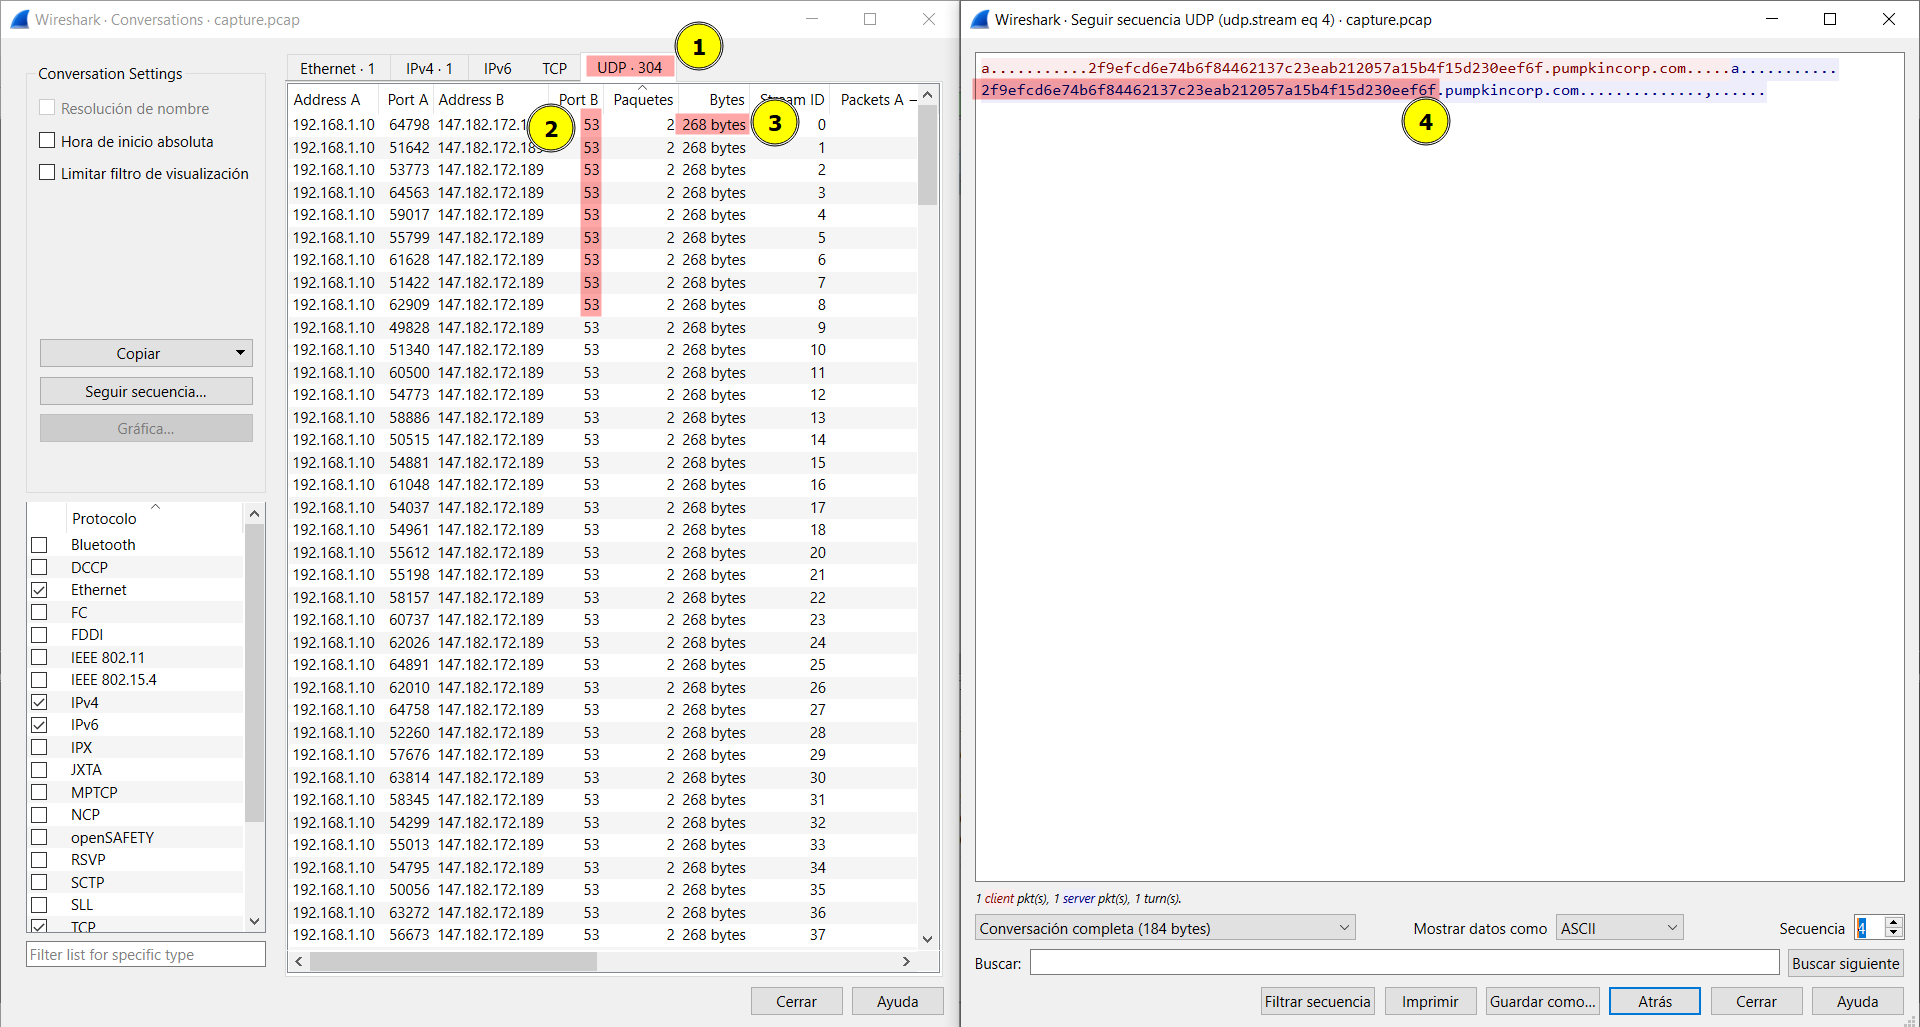 Wireshark · Conversations · capture.pcap
Conversation Settings
Resolución de nombre
Hora de inicio absoluta
Limitar filtro de visualización
Copiar
Seguir secuencia...
Gráfica...
Protocolo
Bluetooth
DCCP
Ethernet
FC
FDDI
IEEE 802.11
IEEE 802.15.4
IPv4
IPv6
IPX
JXTA
MPTCP
NCP
openSAFETY
RSVP
SCTP
SLL
TCP
Filter list for specific type
Ethernet · 1 IPv4 · 1 IPv6 TCP UDP · 304
1
Address A Port A Address B Port B Paquetes Bytes Stream ID Packets A
2
3
192.168.1.10 64798 147.182.172.1 53 2 268 bytes 0
192.168.1.10 51642 147.182.172.189 53 2 268 bytes 1
192.168.1.10 53773 147.182.172.189 53 2 268 bytes 2
192.168.1.10 64563 147.182.172.189 53 2 268 bytes 3
192.168.1.10 59017 147.182.172.189 53 2 268 bytes 4
192.168.1.10 55799 147.182.172.189 53 2 268 bytes 5
192.168.1.10 61628 147.182.172.189 53 2 268 bytes 6
192.168.1.10 51422 147.182.172.189 53 2 268 bytes 7
192.168.1.10 62909 147.182.172.189 53 2 268 bytes 8
192.168.1.10 49828 147.182.172.189 53 2 268 bytes 9
192.168.1.10 51340 147.182.172.189 53 2 268 bytes 10
192.168.1.10 60500 147.182.172.189 53 2 268 bytes 11
192.168.1.10 54773 147.182.172.189 53 2 268 bytes 12
192.168.1.10 58886 147.182.172.189 53 2 268 bytes 13
192.168.1.10 50515 147.182.172.189 53 2 268 bytes 14
192.168.1.10 54881 147.182.172.189 53 2 268 bytes 15
192.168.1.10 61048 147.182.172.189 53 2 268 bytes 16
192.168.1.10 54037 147.182.172.189 53 2 268 bytes 17
192.168.1.10 54961 147.182.172.189 53 2 268 bytes 18
192.168.1.10 55612 147.182.172.189 53 2 268 bytes 20
192.168.1.10 55198 147.182.172.189 53 2 268 bytes 21
192.168.1.10 58157 147.182.172.189 53 2 268 bytes 22
192.168.1.10 60737 147.182.172.189 53 2 268 bytes 23
192.168.1.10 62026 147.182.172.189 53 2 268 bytes 24
192.168.1.10 64891 147.182.172.189 53 2 268 bytes 25
192.168.1.10 62010 147.182.172.189 53 2 268 bytes 26
192.168.1.10 64758 147.182.172.189 53 2 268 bytes 27
192.168.1.10 52260 147.182.172.189 53 2 268 bytes 28
192.168.1.10 57676 147.182.172.189 53 2 268 bytes 29
192.168.1.10 63814 147.182.172.189 53 2 268 bytes 30
192.168.1.10 58345 147.182.172.189 53 2 268 bytes 31
192.168.1.10 54299 147.182.172.189 53 2 268 bytes 32
192.168.1.10 55013 147.182.172.189 53 2 268 bytes 33
192.168.1.10 54795 147.182.172.189 53 2 268 bytes 34
192.168.1.10 50056 147.182.172.189 53 2 268 bytes 35
192.168.1.10 63272 147.182.172.189 53 2 268 bytes 36
192.168.1.10 56673 147.182.172.189 53 2 268 bytes 37
Cerrar Ayuda
Wireshark · Seguir secuencia UDP (udp.stream eq 4) · capture.pcap
a...........2f9efcd6e74b6f84462137c23eab212057a15b4f15d230eef6f.pumpkincorp.com.....a...........
2f9efcd6e74b6f84462137c23eab212057a15b4f15d230eef6f.pumpkincorp.com..............,......
4
1 client pkt(s), 1 server pkt(s), 1 turn(s).
Conversación completa (184 bytes) Mostrar datos como ASCII Secuencia 4
Buscar: Buscar siguiente
Filtrar secuencia Imprimir Guardar como... Atrás Cerrar Ayuda